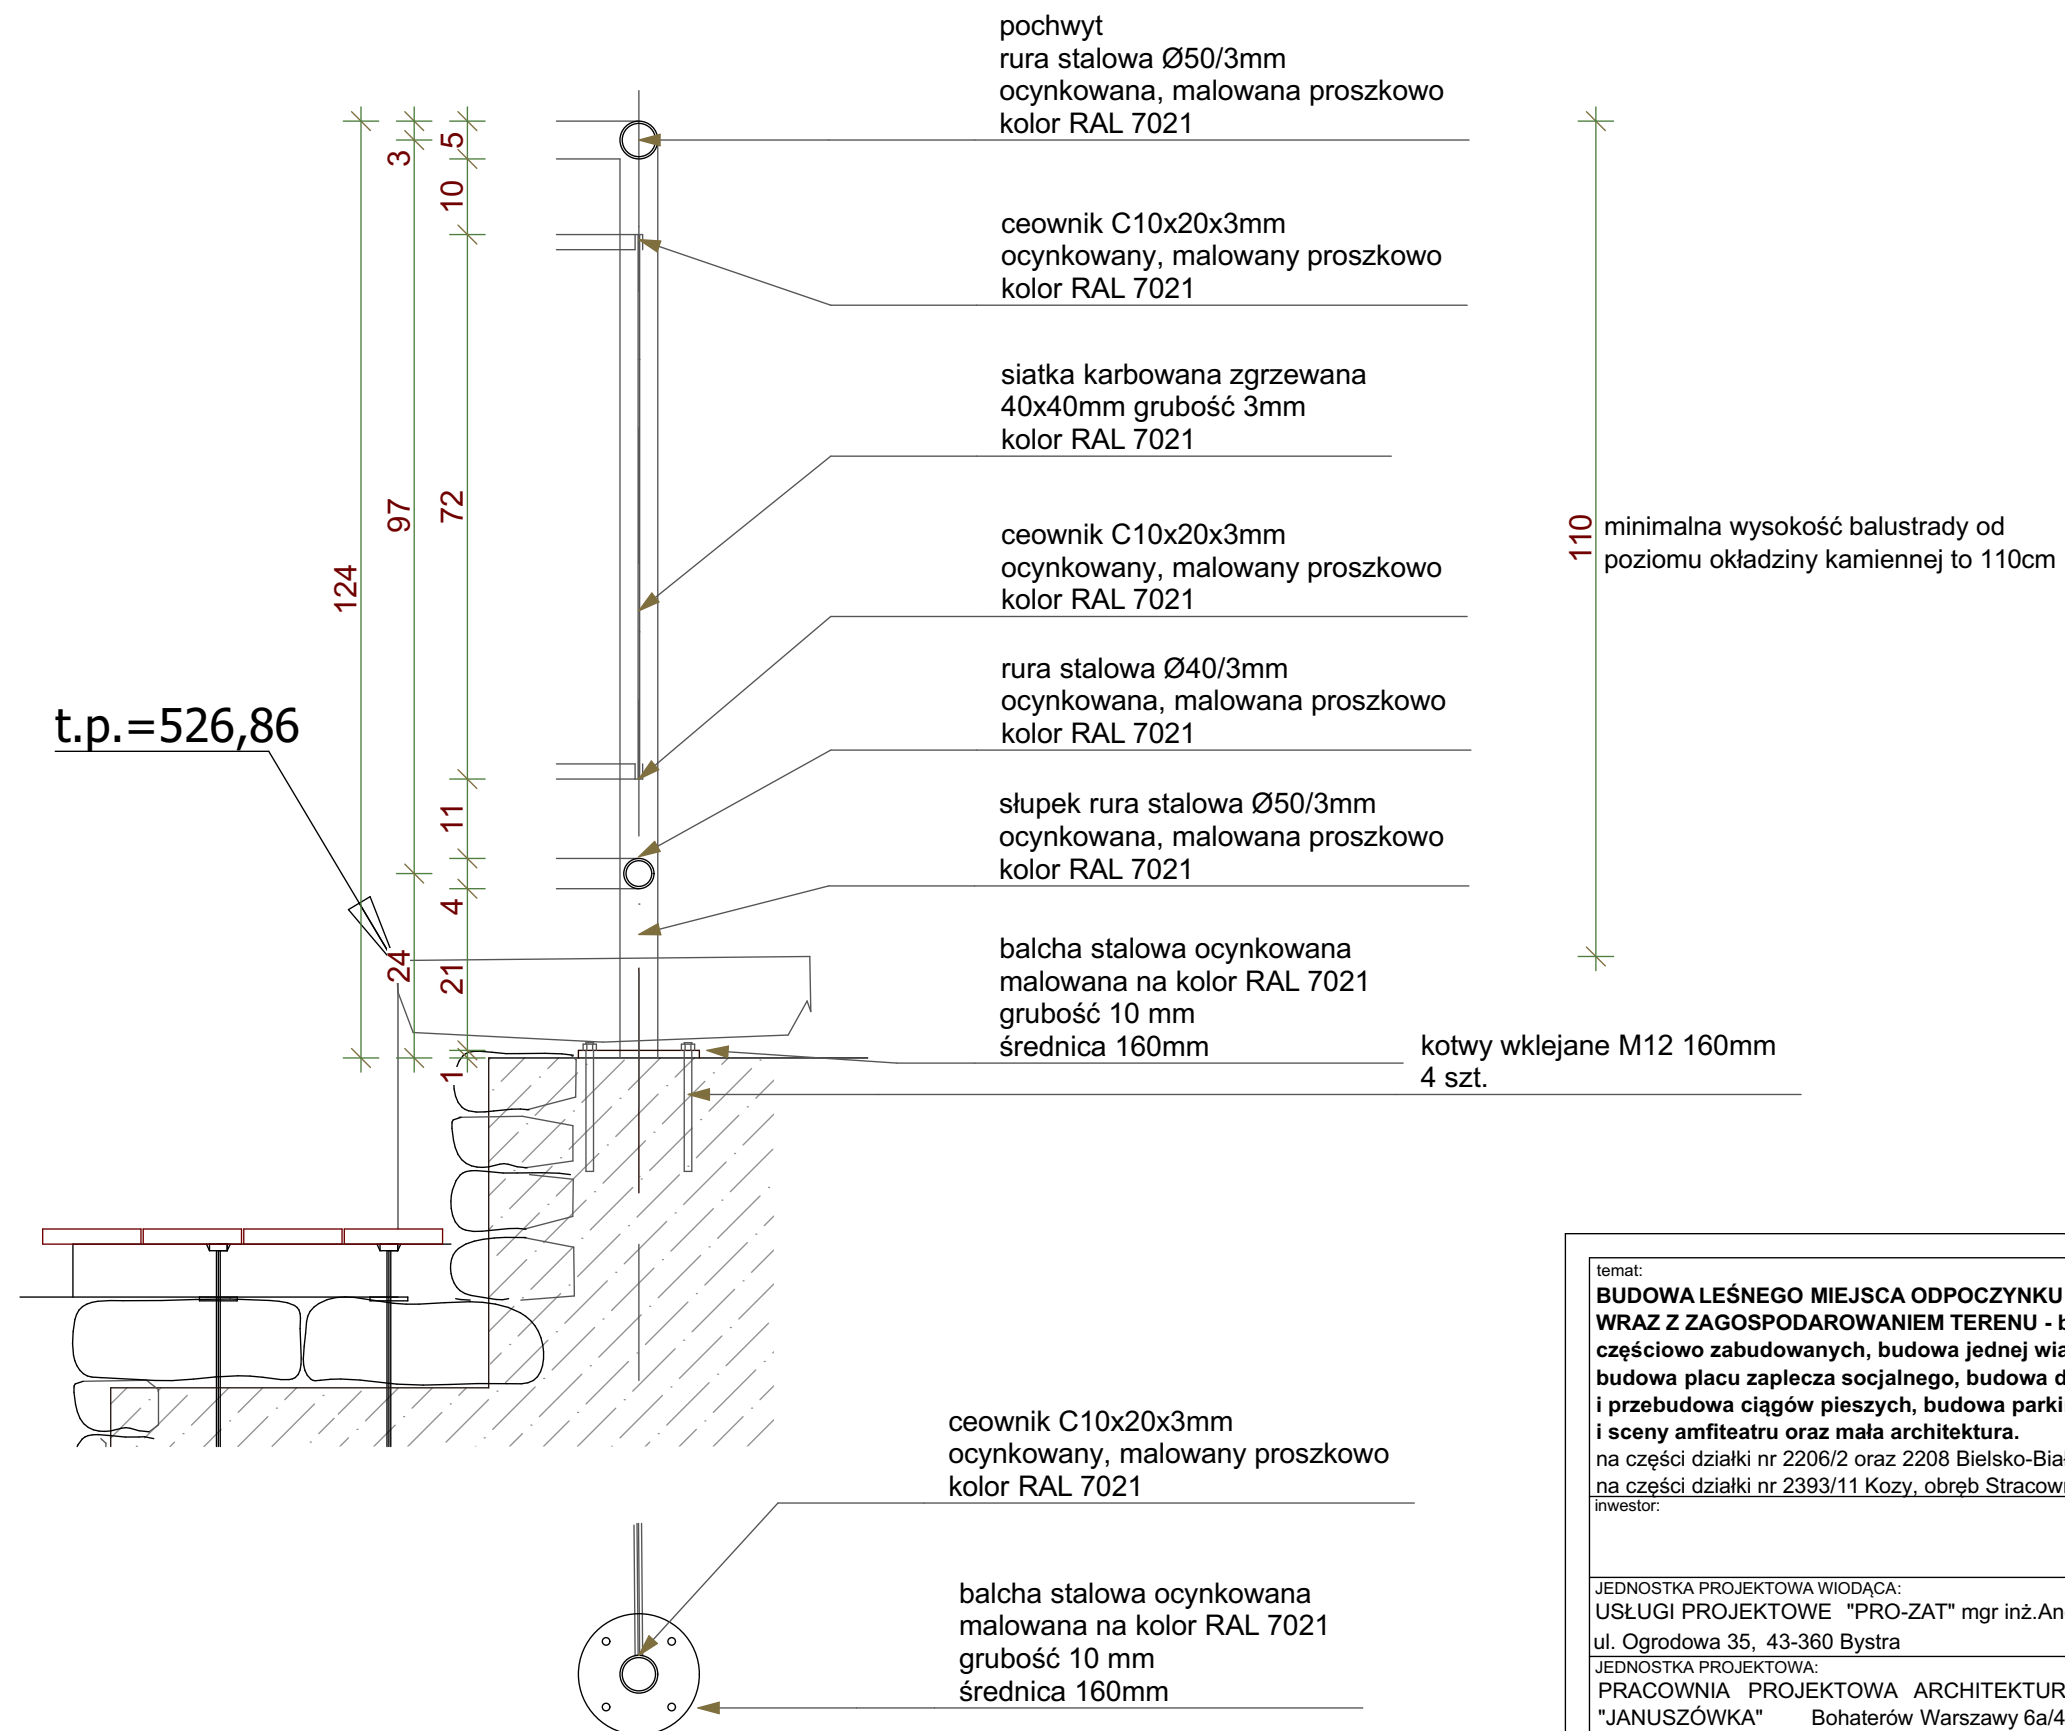 pochwyt
rura stalowa Ø50/3mm
ocynkowana, malowana proszkowo
kolor RAL 7021
5
3
10
ceownik C10x20x3mm
ocynkowany, malowany proszkowo
kolor RAL 7021
siatka karbowana zgrzewana
40x40mm grubość 3mm
kolor RAL 7021
97
72
124
110
minimalna wysokość balustrady od
poziomu okładziny kamiennej to 110cm
ceownik C10x20x3mm
ocynkowany, malowany proszkowo
kolor RAL 7021
rura stalowa Ø40/3mm
ocynkowana, malowana proszkowo
kolor RAL 7021
t.p.=526,86
11
słupek rura stalowa Ø50/3mm
ocynkowana, malowana proszkowo
kolor RAL 7021
4
24
21
1
balcha stalowa ocynkowana
malowana na kolor RAL 7021
grubość 10 mm
średnica 160mm
kotwy wklejane M12 160mm
4 szt.
ceownik C10x20x3mm
ocynkowany, malowany proszkowo
kolor RAL 7021
balcha stalowa ocynkowana
malowana na kolor RAL 7021
grubość 10 mm
średnica 160mm
temat:
BUDOWA LEŚNEGO MIEJSCA ODPOCZYNKU
WRAZ Z ZAGOSPODAROWANIEM TERENU - b
częściowo zabudowanych, budowa jednej wia
budowa placu zaplecza socjalnego, budowa d
i przebudowa ciągów pieszych, budowa parki
i sceny amfiteatru oraz mała architektura.
na części działki nr 2206/2 oraz 2208 Bielsko-Biał
na części działki nr 2393/11 Kozy, obręb Stracown
inwestor:
JEDNOSTKA PROJEKTOWA WIODĄCA:
USŁUGI PROJEKTOWE "PRO-ZAT" mgr inż.An
ul. Ogrodowa 35, 43-360 Bystra
JEDNOSTKA PROJEKTOWA:
PRACOWNIA PROJEKTOWA ARCHITEKTUR
"JANUSZÓWKA" Bohaterów Warszawy 6a/4